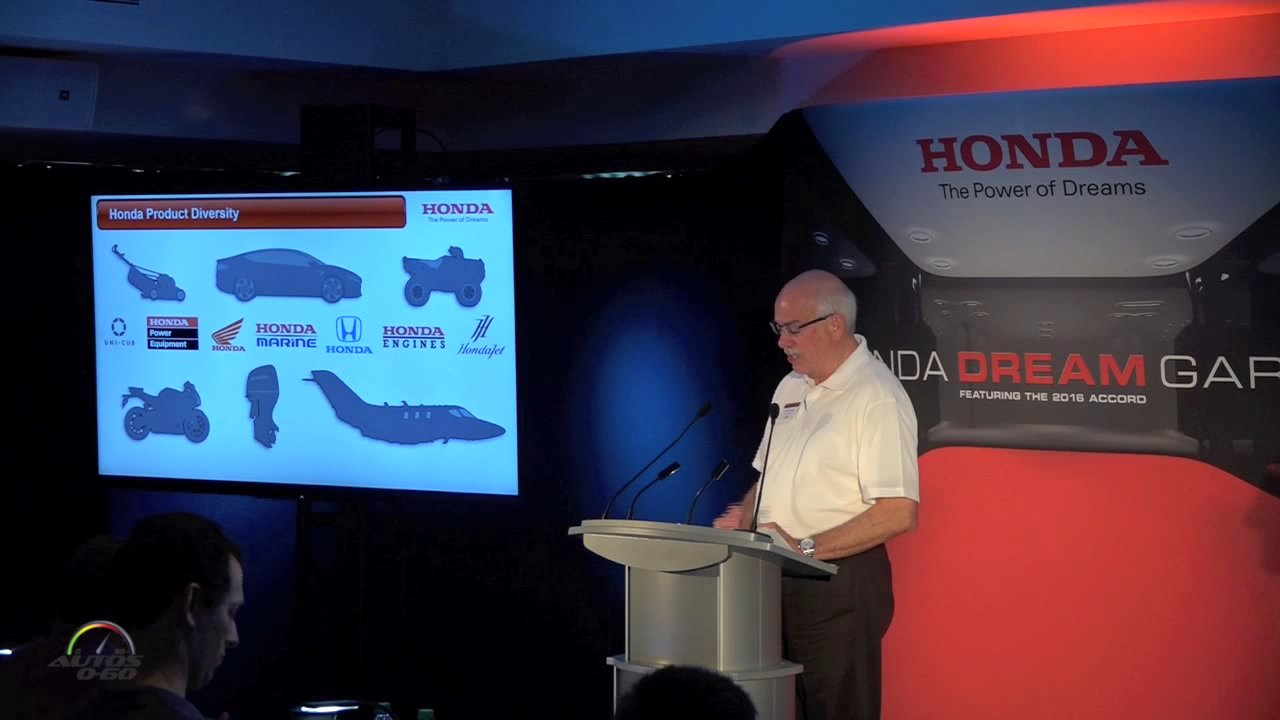 Honda Product Diversity
HONDA
The Power of Dreams
UNI-CUB
HONDA
Power
Equipment
HONDA
HONDA
MARINE
HONDA
HONDA
ENGINES
HondaJet
HONDA
The Power of Dreams
NDA DREAM GAR
FEATURING THE 2016 ACCORD
AUTOS
0-60